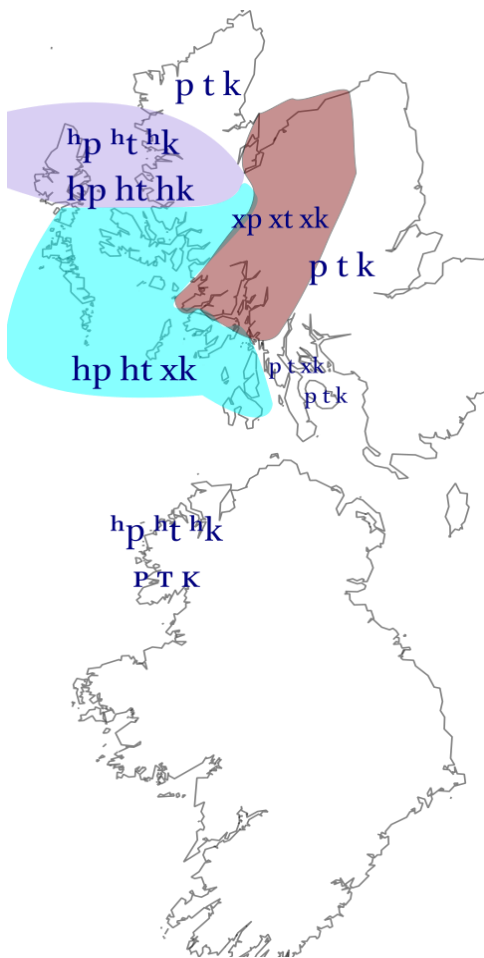 p t k
ʰp ʰt ʰk
hp ht hk
xp xt xk
p t k
hp ht xk
p t xk
p t k
ʰp ʰt ʰk
ᴘ ᴛ ᴋ